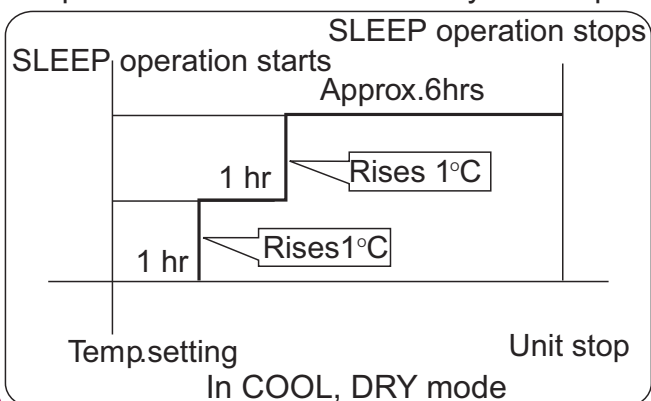 SLEEP operation stops
SLEEP operation starts
Approx.6hrs
1 hr
Rises 1°C
1 hr
Rises1°C
Temp.setting
Unit stop
In COOL, DRY mode